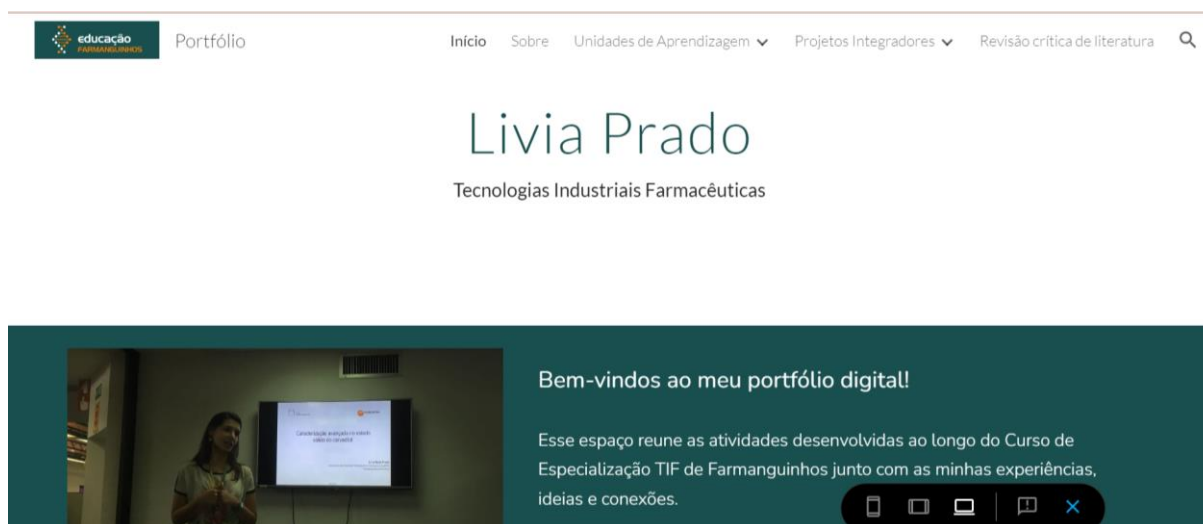 educação
FARMANGUINHOS
Portfólio
Início Sobre Unidades de Aprendizagem Projetos Integradores Revisão crítica de literatura
Livia Prado
Tecnologias Industriais Farmacêuticas
Bem-vindos ao meu portfólio digital!
Esse espaço reune as atividades desenvolvidas ao longo do Curso de
Especialização TIF de Farmanguinhos junto com as minhas experiências,
ideias e conexões.